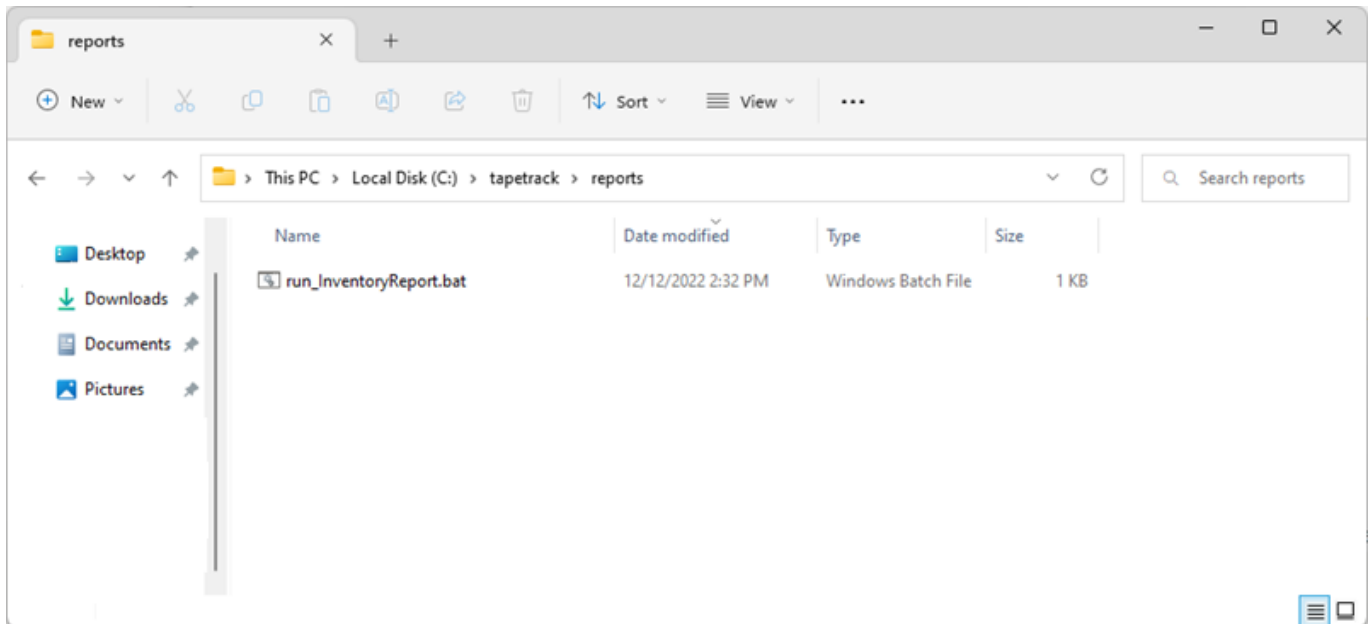 reports
New Sort View
This PC > Local Disk (C:) > tapetrack > reports Search reports
Name Date modified Type Size
Desktop
run_InventoryReport.bat 12/12/2022 2:32 PM Windows Batch File 1 KB
Downloads
Documents
Pictures